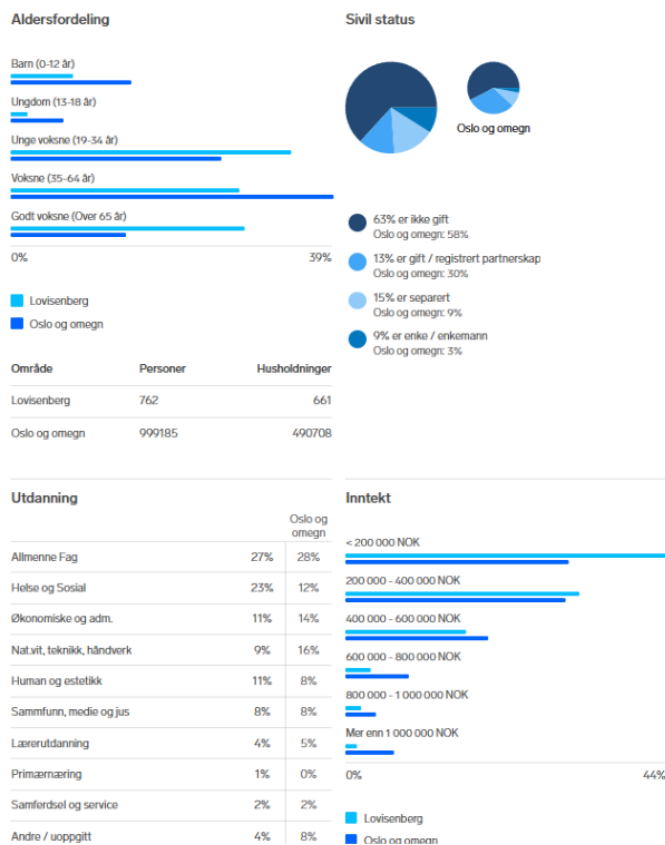 Aldersfordeling
Barn (0-12 år)
Ungdom (13-18 år)
Unge voksne (19-34 år)
Voksne (35-64 år)
Godt voksne (Over 65 år)
0% 39%
Lovisenberg
Oslo og omegn
Område Personer Husholdninger
Lovisenberg 762 661
Oslo og omegn 999185 490708
Sivil status
Oslo og omegn
63% er ikke gift
Oslo og omegn: 58%
13% er gift / registrert partnerskap
Oslo og omegn: 30%
15% er separert
Oslo og omegn: 9%
9% er enke / enkemann
Oslo og omegn: 3%
Utdanning
Oslo og
omegn
Allmenne Fag 27% 28%
Helse og Sosial 23% 12%
Økonomiske og adm. 11% 14%
Nat.vit, teknikk, håndverk 9% 16%
Human og estetikk 11% 8%
Sammfunn, medie og jus 8% 8%
Lærerutdanning 4% 5%
Primærnæring 1% 0%
Samferdsel og service 2% 2%
Andre / uoppgitt 4% 8%
Inntekt
< 200 000 NOK
200 000 - 400 000 NOK
400 000 - 600 000 NOK
600 000 - 800 000 NOK
800 000 - 1 000 000 NOK
Mer enn 1 000 000 NOK
0% 44%
Lovisenberg
Oslo og omegn